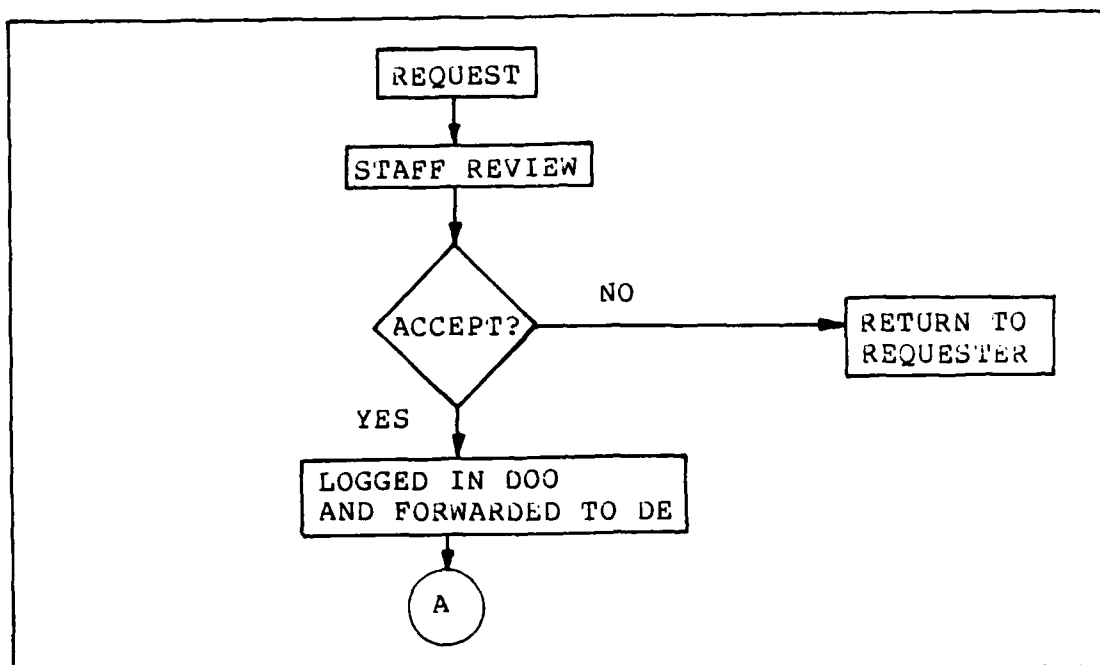 REQUEST
STAFF REVIEW
ACCEPT?
NO
RETURN TO
REQUESTER
YES
LOGGED IN DOO
AND FORWARDED TO DE
A